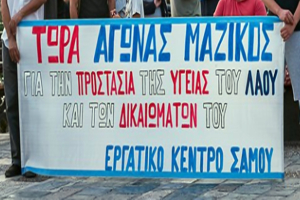 ΤΩΡΑ ΑΓΩΝΑΣ ΜΑΖΙΚΟΣ
ΓΙΑ ΤΗΝ ΠΡΟΣΤΑΣΙΑ ΤΗΣ ΥΓΕΙΑΣ ΤΟΥ ΛΑΟΥ
ΚΑΙ ΤΩΝ ΔΙΚΑΙΩΜΑΤΩΝ ΤΟΥ
ΕΡΓΑΤΙΚΟ ΚΕΝΤΡΟ ΣΑΜΟΥ